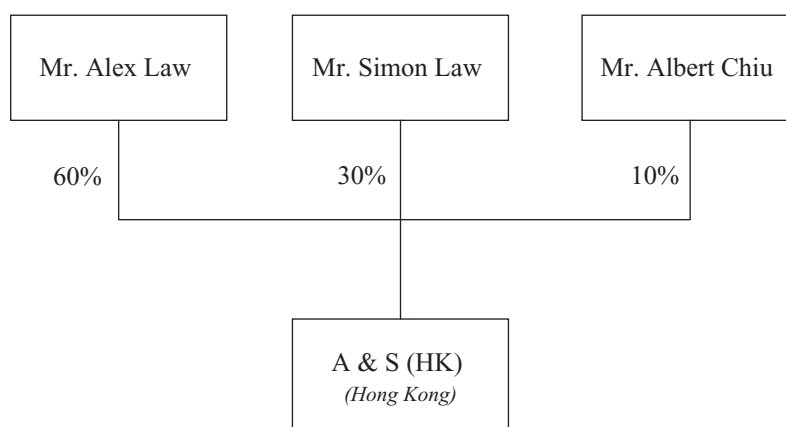 Mr. Alex Law
Mr. Simon Law
Mr. Albert Chiu
60%
30%
10%
A & S (HK)
(Hong Kong)